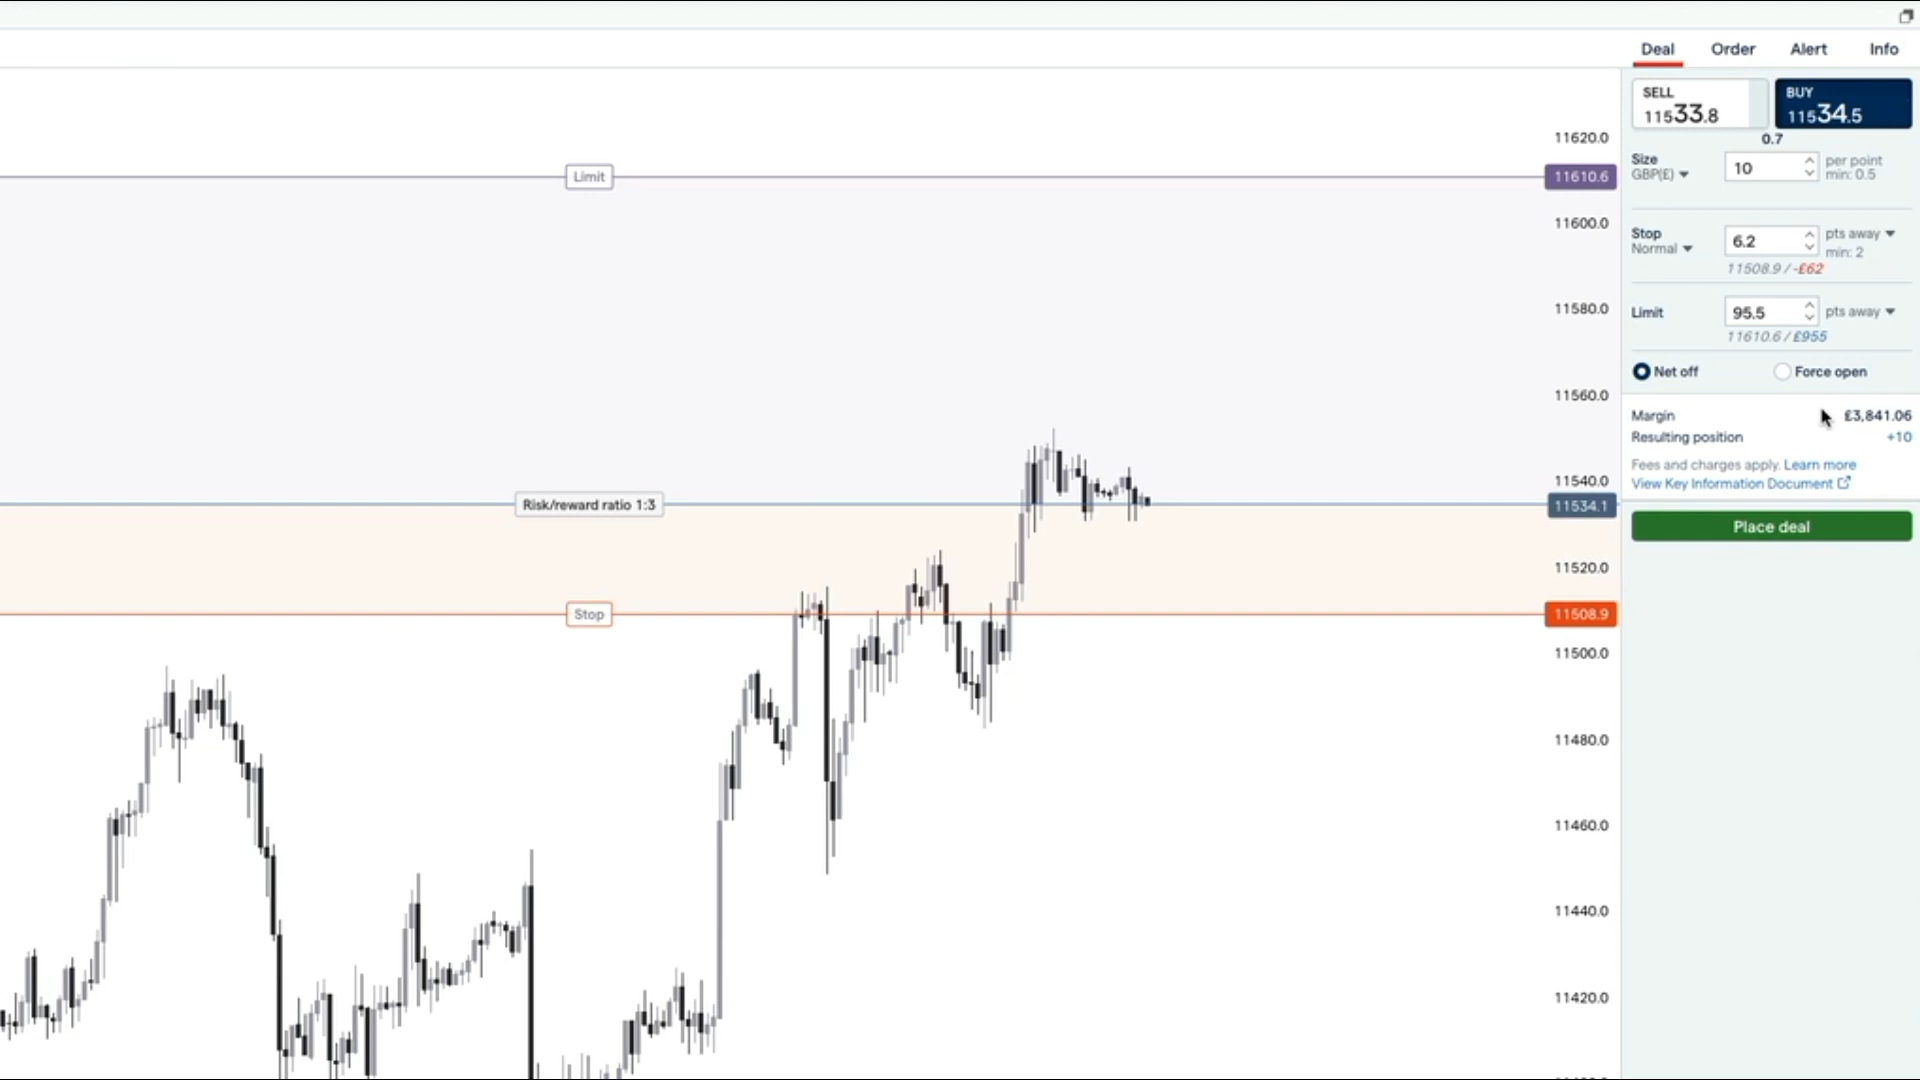 Deal Order Alert Info
SELL
11533.8
BUY
11534.5
0.7
Size
GBP(£)
10
per point
min: 0.5
Stop
Normal
6.2
pts away
min: 2
11508.9 / -£62
Limit
95.5
pts away
11610.6 / £955
Net off
Force open
Margin £3,841.06
Resulting position +10
Fees and charges apply. Learn more
View Key Information Document
Place deal
11620.0
Limit
11610.6
11600.0
11580.0
11560.0
11540.0
Risk/reward ratio 1:3
11534.1
11520.0
Stop
11508.9
11500.0
11480.0
11460.0
11440.0
11420.0